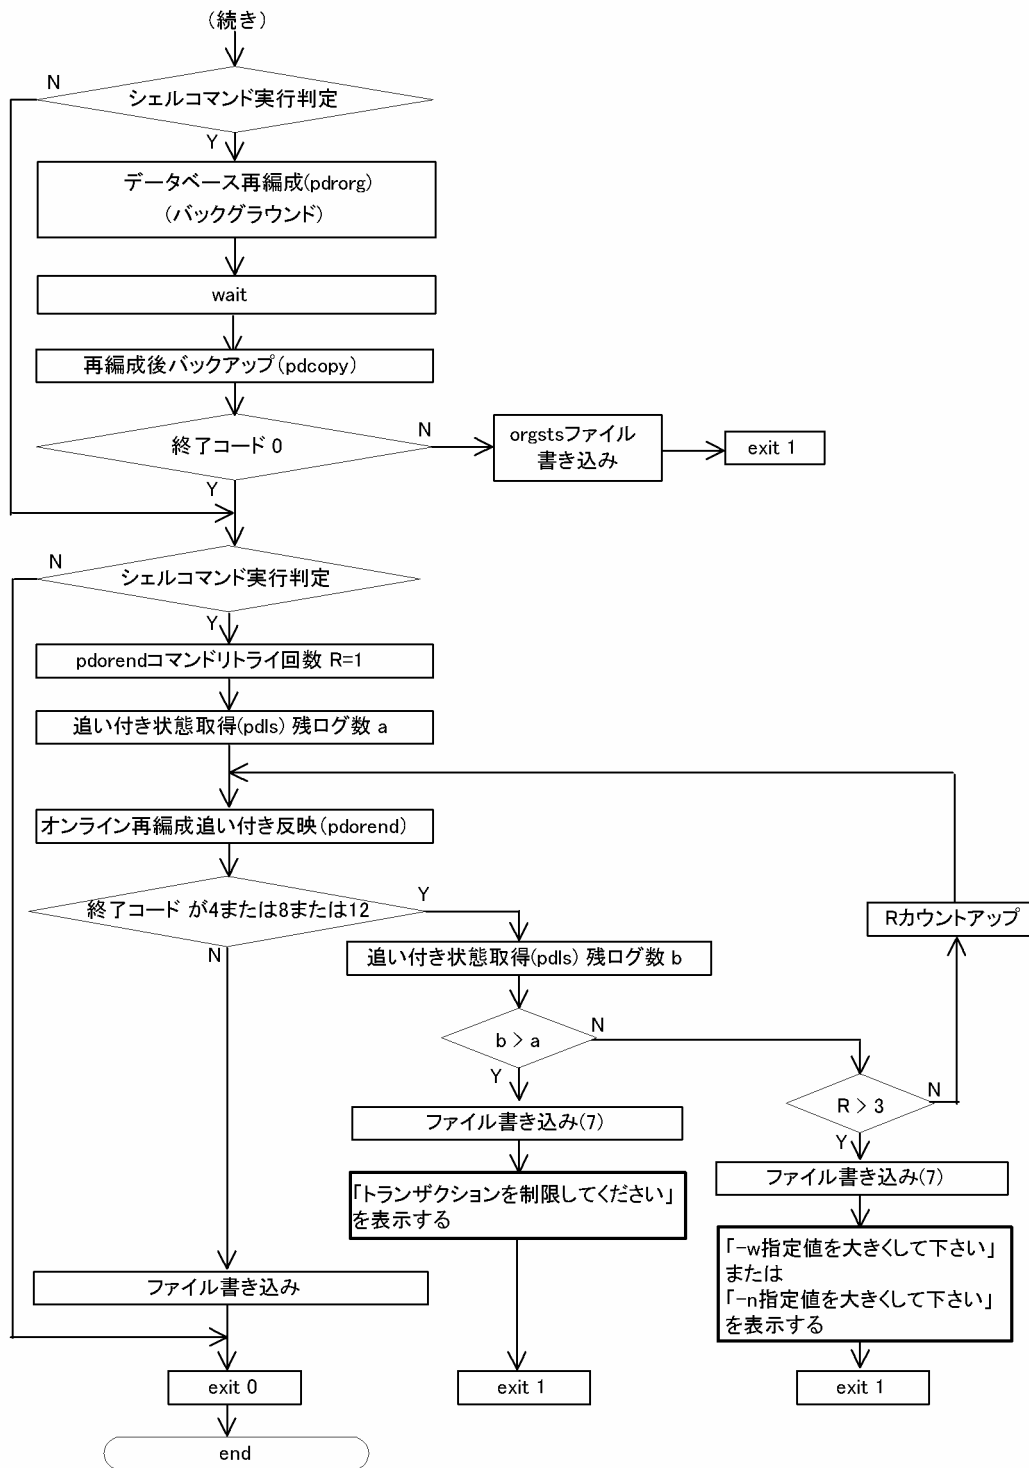 (続き)
N
シェルコマンド実行判定
Y
データベース再編成(pdrorg)
(バックグラウンド)
wait
再編成後バックアップ(pdcopy)
終了コード 0
N
orgstsファイル
書き込み
exit 1
Y
N
シェルコマンド実行判定
Y
pdorendコマンドリトライ回数 R=1
追い付き状態取得(pdls) 残ログ数 a
オンライン再編成追い付き反映(pdorend)
終了コード が4または8または12
Y
Rカウントアップ
N
追い付き状態取得(pdls) 残ログ数 b
b > a
N
Y
R > 3
N
Y
ファイル書き込み(7)
ファイル書き込み(7)
「トランザクションを制限してください」
を表示する
「-w指定値を大きくして下さい」
または
「-n指定値を大きくして下さい」
を表示する
ファイル書き込み
exit 0
exit 1
exit 1
end